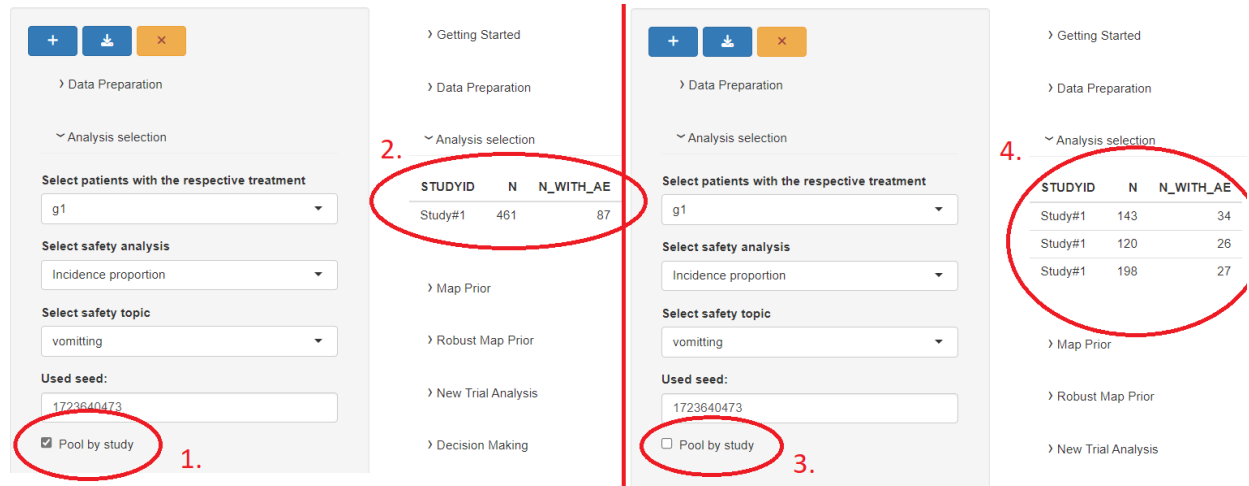 Data Preparation
Analysis selection
Select patients with the respective treatment
g1
Select safety analysis
Incidence proportion
Select safety topic
vomitting
Used seed:
1723640473
Pool by study
1.
Getting Started
Data Preparation
2.
Analysis selection
STUDYID N N_WITH_AE
Study#1 461 87
Map Prior
Robust Map Prior
New Trial Analysis
Decision Making
Data Preparation
Analysis selection
Select patients with the respective treatment
g1
Select safety analysis
Incidence proportion
Select safety topic
vomitting
Used seed:
1723640473
Pool by study
3.
Getting Started
Data Preparation
4.
Analysis selection
STUDYID N N_WITH_AE
Study#1 143 34
Study#1 120 26
Study#1 198 27
Map Prior
Robust Map Prior
New Trial Analysis